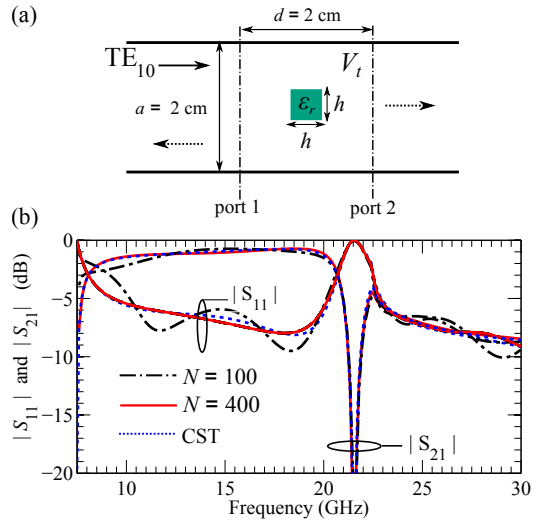 (a)
d = 2 cm
TE₁₀
Vₜ
a = 2 cm
εᵣ
h
h
port 1
port 2
(b)
| S₁₁ | and | S₂₁ | (dB)
0
−5
−10
−15
−20
| S₁₁ |
N = 100
N = 400
CST
| S₂₁ |
10
15
20
25
30
Frequency (GHz)